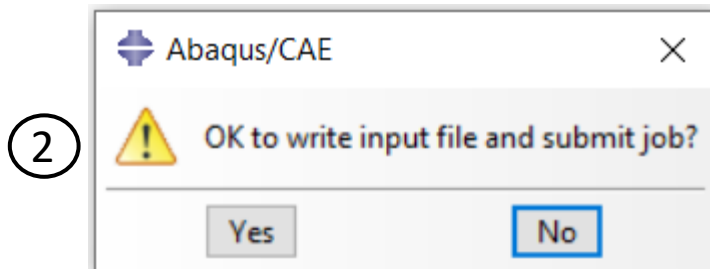 Abaqus/CAE
2
OK to write input file and submit job?
Yes No